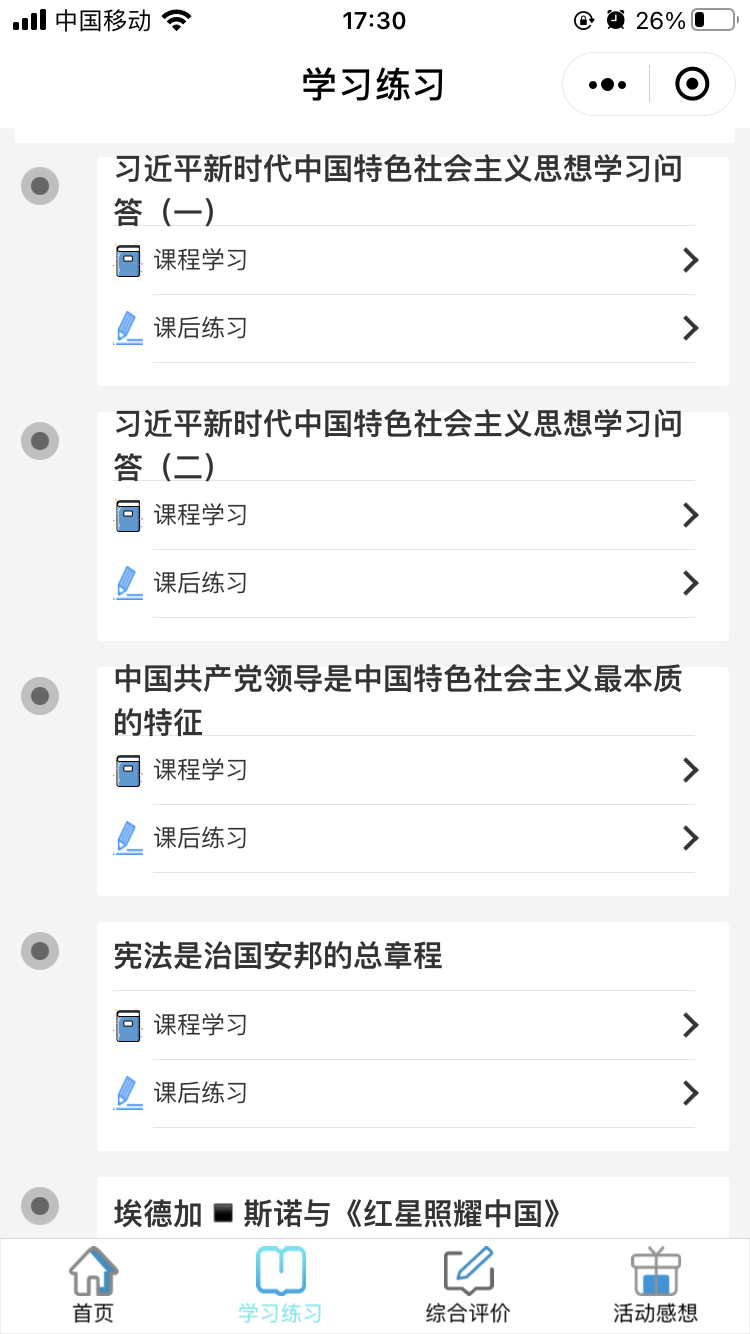 中国移动 17:30 26%
学习练习
习近平新时代中国特色社会主义思想学习问
答（一）
课程学习
课后练习
习近平新时代中国特色社会主义思想学习问
答（二）
课程学习
课后练习
中国共产党领导是中国特色社会主义最本质
的特征
课程学习
课后练习
宪法是治国安邦的总章程
课程学习
课后练习
埃德加◾斯诺与《红星照耀中国》
首页 学习练习 综合评价 活动感想